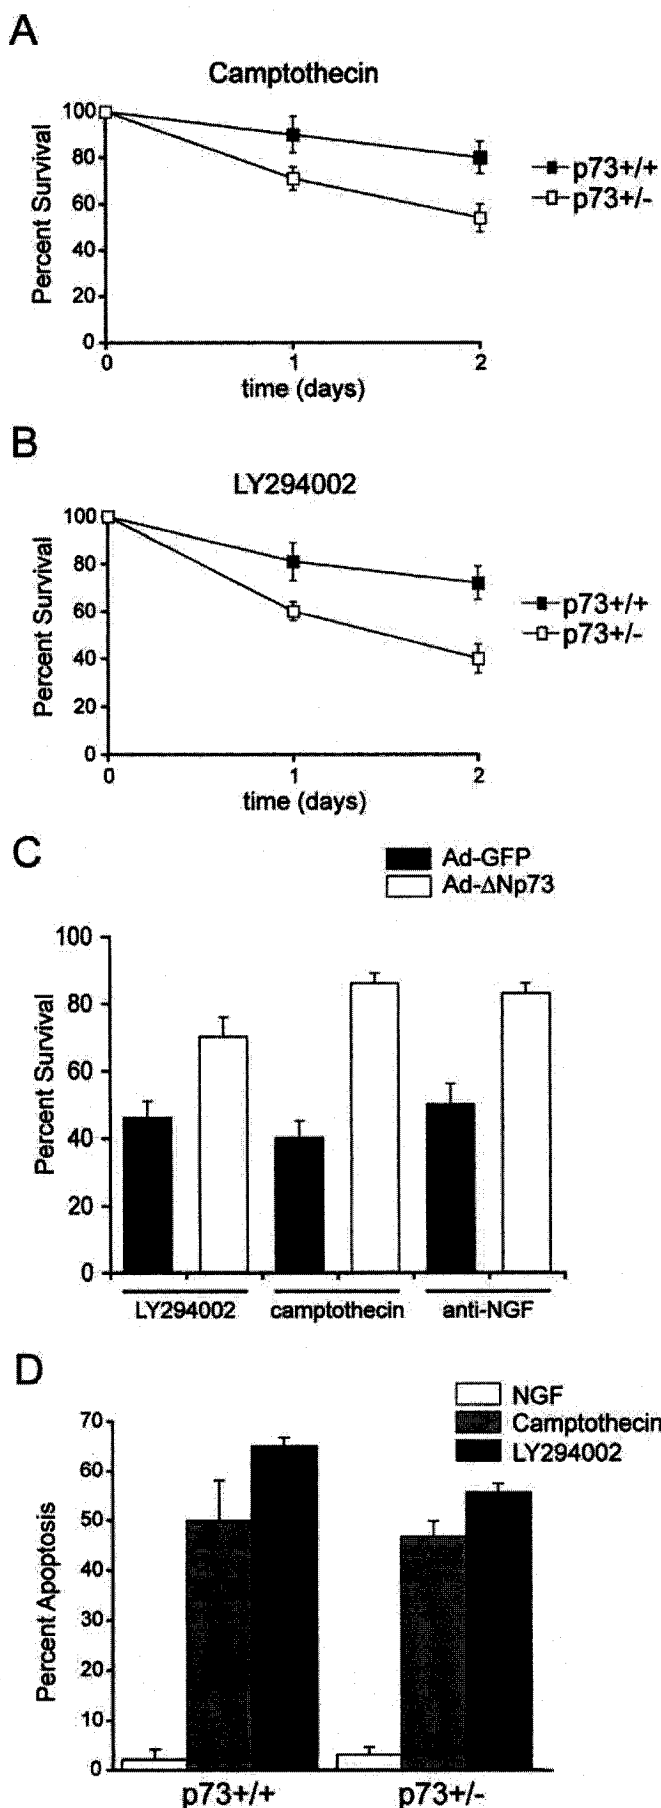 A
Camptothecin
Percent Survival
100
80
60
40
20
0
0 1 2
time (days)
p73+/+
p73+/-
B
LY294002
Percent Survival
100
80
60
40
20
0
0 1 2
time (days)
p73+/+
p73+/-
C
Ad-GFP
Ad-ΔNp73
Percent Survival
100
80
60
40
20
0
LY294002 camptothecin anti-NGF
D
NGF
Camptothecin
LY294002
Percent Apoptosis
70
60
50
40
30
20
10
0
p73+/+ p73+/-